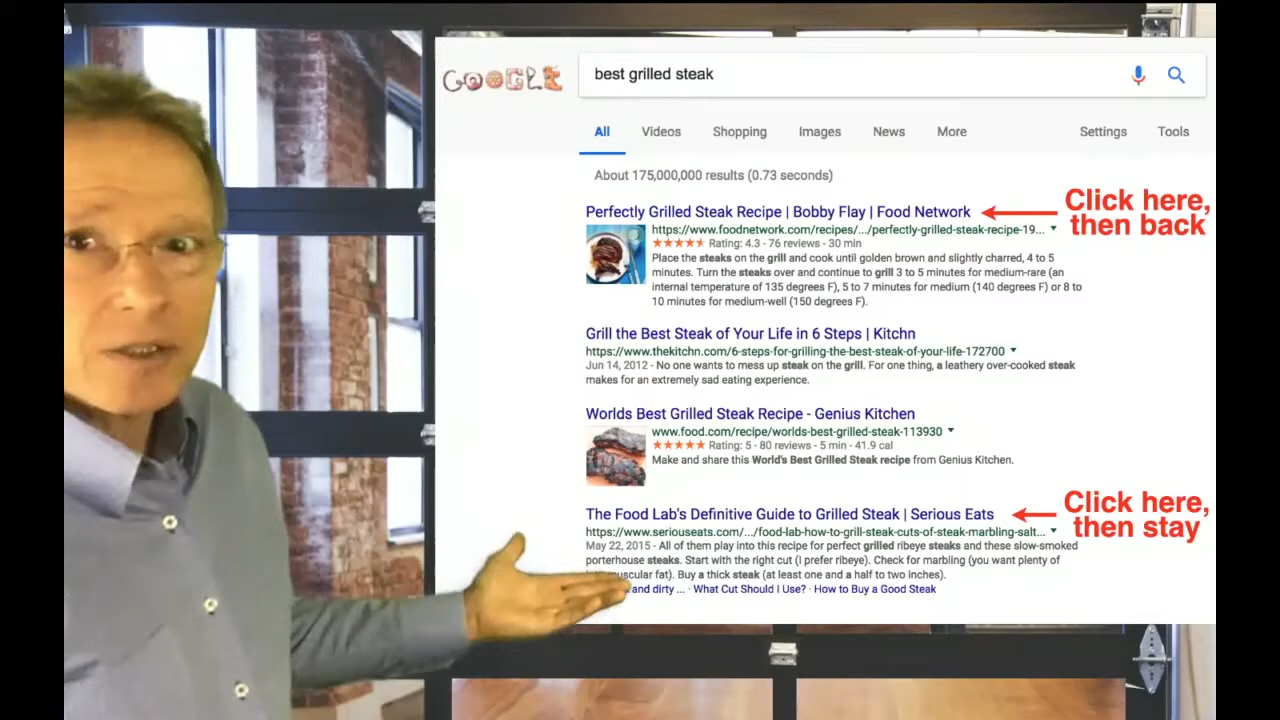 GOOGLE
best grilled steak
All Videos Shopping Images News More Settings Tools
About 175,000,000 results (0.73 seconds)
Perfectly Grilled Steak Recipe | Bobby Flay | Food Network
Click here,
then back
https://www.foodnetwork.com/recipes/.../perfectly-grilled-steak-recipe-19...
Rating: 4.3 - 76 reviews - 30 min
Place the steaks on the grill and cook until golden brown and slightly charred, 4 to 5
minutes. Turn the steaks over and continue to grill 3 to 5 minutes for medium-rare (an
internal temperature of 135 degrees F), 5 to 7 minutes for medium (140 degrees F) or 8 to
10 minutes for medium-well (150 degrees F).
Grill the Best Steak of Your Life in 6 Steps | Kitchn
https://www.thekitchn.com/6-steps-for-grilling-the-best-steak-of-your-life-172700
Jun 14, 2012 - No one wants to mess up steak on the grill. For one thing, a leathery over-cooked steak
makes for an extremely sad eating experience.
Worlds Best Grilled Steak Recipe - Genius Kitchen
www.food.com/recipe/worlds-best-grilled-steak-113930
Rating: 5 - 80 reviews - 5 min - 41.9 cal
Make and share this World's Best Grilled Steak recipe from Genius Kitchen.
The Food Lab's Definitive Guide to Grilled Steak | Serious Eats
Click here,
then stay
https://www.seriouseats.com/.../food-lab-how-to-grill-steak-cuts-of-steak-marbling-salt...
May 22, 2015 - All of them play into this recipe for perfect grilled ribeye steaks and these slow-smoked
porterhouse steaks. Start with the right cut (I prefer ribeye). Check for marbling (you want plenty of
muscular fat). Buy a thick steak (at least one and a half to two inches).
and dirty ... · What Cut Should I Use? · How to Buy a Good Steak